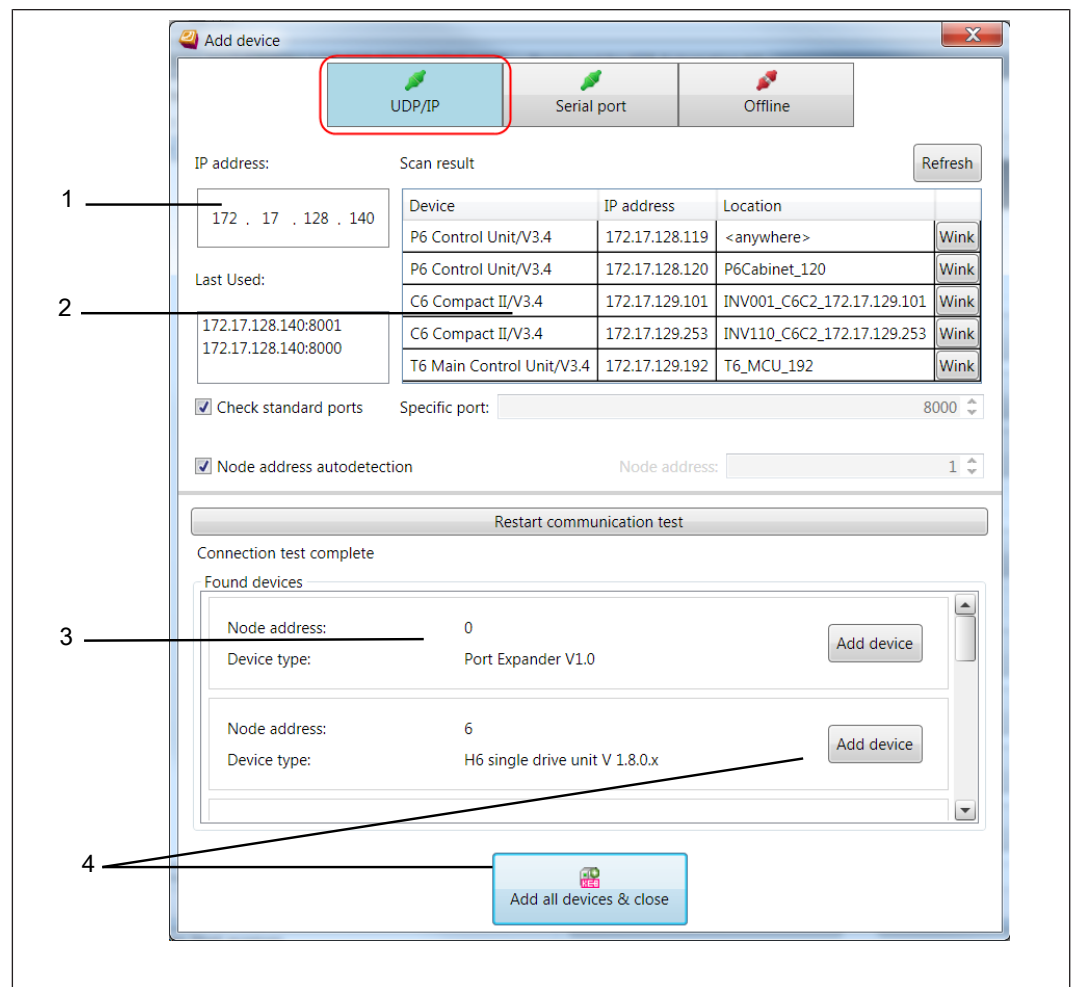 Add device
X
UDP/IP Serial port Offline
IP address: Scan result Refresh
1
172 . 17 . 128 . 140
Device IP address Location
P6 Control Unit/V3.4 172.17.128.119 <anywhere> Wink
P6 Control Unit/V3.4 172.17.128.120 P6Cabinet_120 Wink
Last Used:
2
C6 Compact II/V3.4 172.17.129.101 INV001_C6C2_172.17.129.101 Wink
172.17.128.140:8001
172.17.128.140:8000
C6 Compact II/V3.4 172.17.129.253 INV110_C6C2_172.17.129.253 Wink
T6 Main Control Unit/V3.4 172.17.129.192 T6_MCU_192 Wink
Check standard ports Specific port: 8000
Node address autodetection Node address: 1
Restart communication test
Connection test complete
Found devices
3
Node address: 0
Device type: Port Expander V1.0
Add device
Node address: 6
Device type: H6 single drive unit V 1.8.0.x
Add device
4
KEB
Add all devices & close